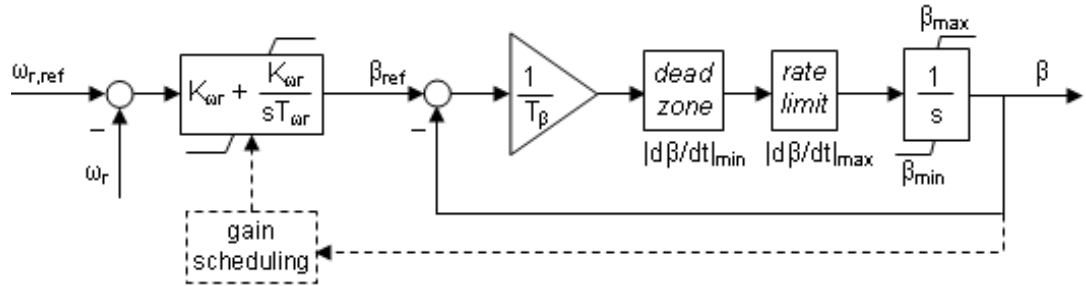 ω_r,ref
−
ω_r
K_ωr + K_ωr / sT_ωr
gain
scheduling
β_ref
−
1 / T_β
dead
zone
|dβ/dt|_min
rate
limit
|dβ/dt|_max
β_max
1 / s
β_min
β